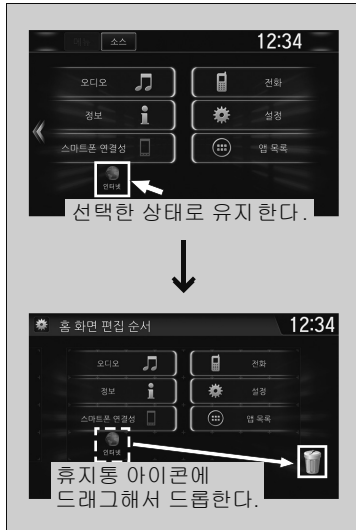 메뉴 소스 12:34
오디오 전화
정보 설정
스마트폰 연결성 앱 목록
인터넷
선택한 상태로 유지한다.
홈 화면 편집 순서 12:34
오디오 전화
정보 설정
스마트폰 연결성 앱 목록
인터넷
휴지통 아이콘에
드래그해서 드롭한다.